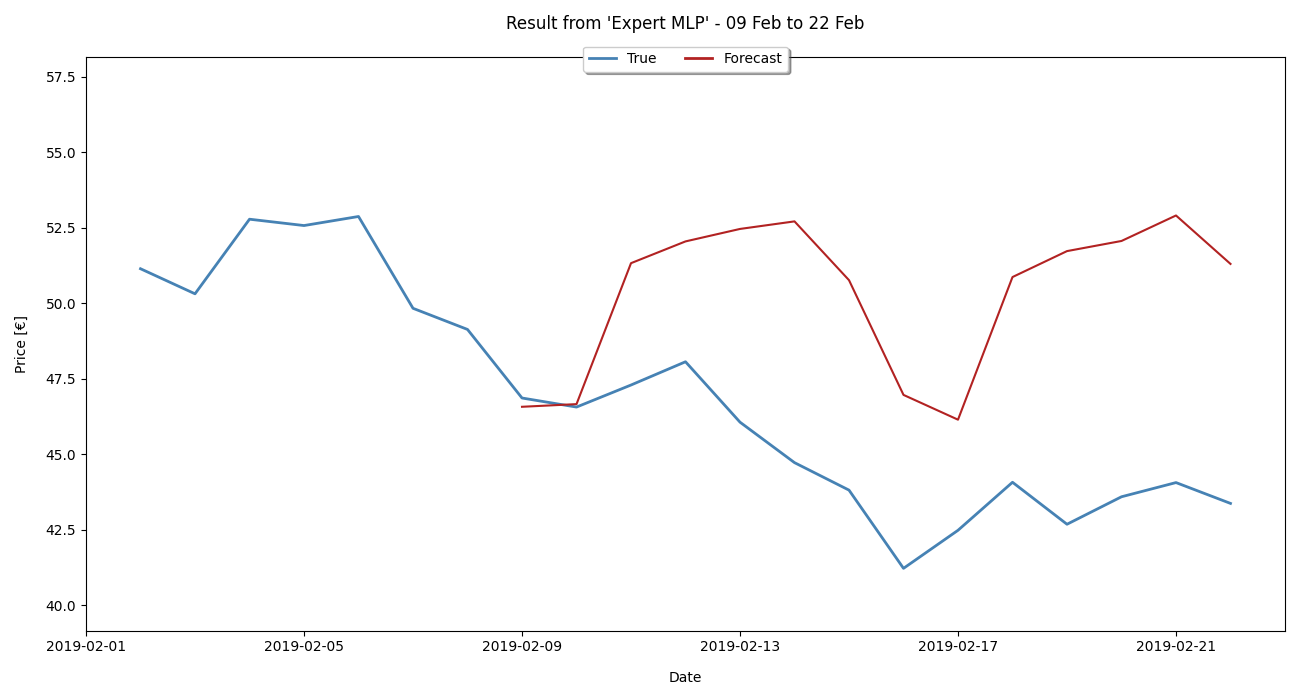 Result from 'Expert MLP' - 09 Feb to 22 Feb
True Forecast
57.5
55.0
52.5
50.0
47.5
45.0
42.5
40.0
Price [€]
2019-02-01 2019-02-05 2019-02-09 2019-02-13 2019-02-17 2019-02-21
Date